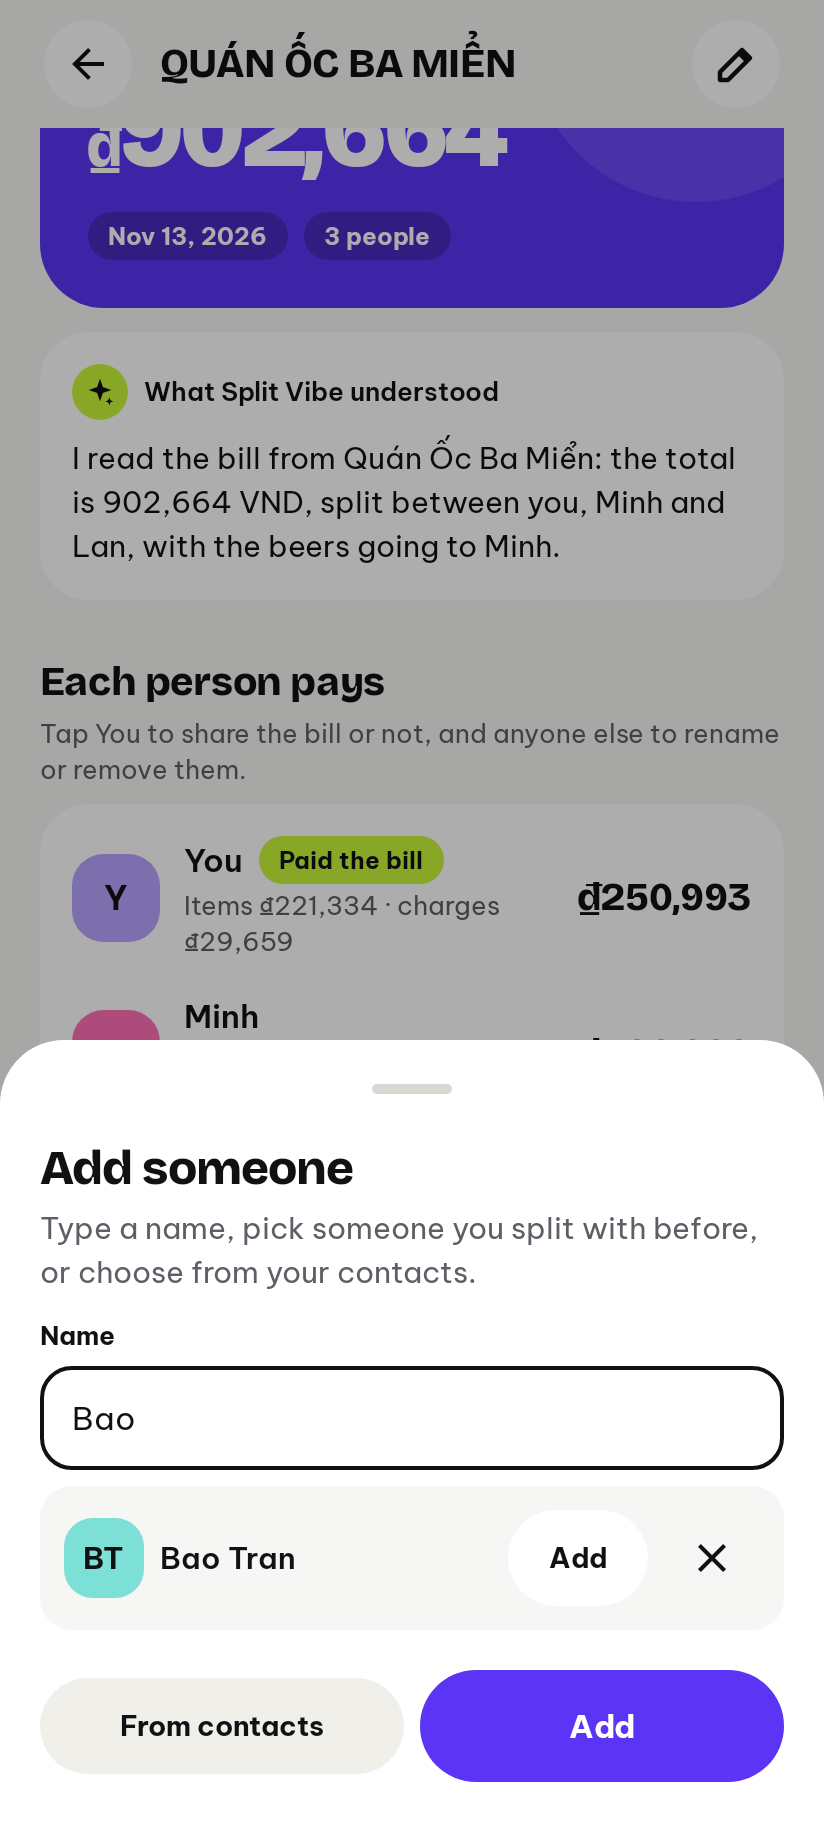 QUÁN ỐC BA MIỀN
₫902,664
Nov 13, 2026
3 people
What Split Vibe understood
I read the bill from Quán Ốc Ba Miền: the total
is 902,664 VND, split between you, Minh and
Lan, with the beers going to Minh.
Each person pays
Tap You to share the bill or not, and anyone else to rename
or remove them.
Y
You
Paid the bill
Items ₫221,334 · charges
₫29,659
₫250,993
Minh
Add someone
Type a name, pick someone you split with before,
or choose from your contacts.
Name
Bao
BT
Bao Tran
Add
From contacts
Add